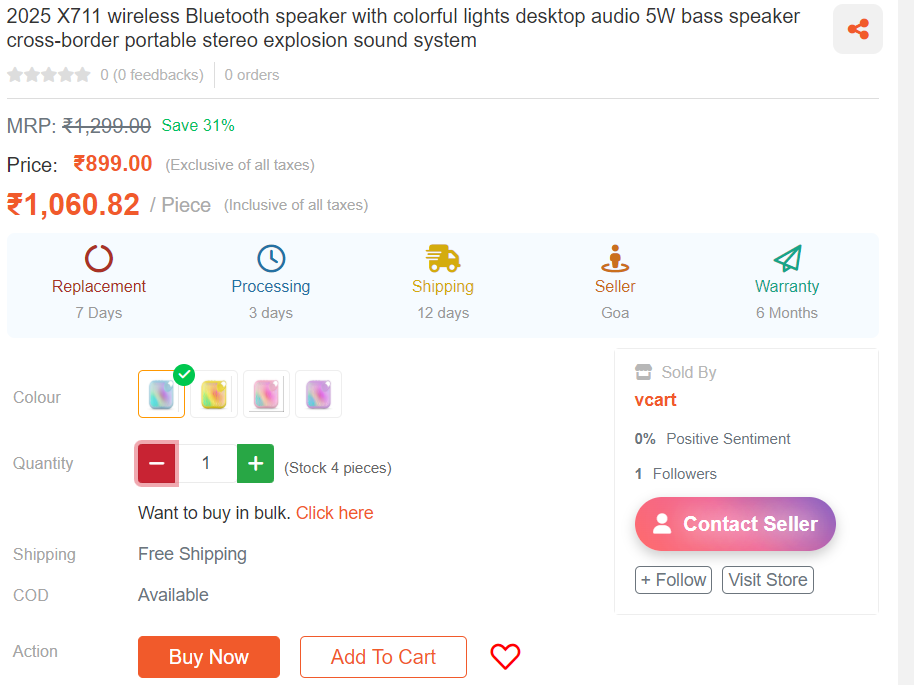 2025 X711 wireless Bluetooth speaker with colorful lights desktop audio 5W bass speaker
cross-border portable stereo explosion sound system
0 (0 feedbacks) 0 orders
MRP: ₹1,299.00 Save 31%
Price: ₹899.00 (Exclusive of all taxes)
₹1,060.82 / Piece (Inclusive of all taxes)
Replacement Processing Shipping Seller Warranty
7 Days 3 days 12 days Goa 6 Months
Colour
Quantity − 1 + (Stock 4 pieces)
Want to buy in bulk. Click here
Shipping Free Shipping
COD Available
Action Buy Now Add To Cart
Sold By
vcart
0% Positive Sentiment
1 Followers
Contact Seller
+ Follow Visit Store